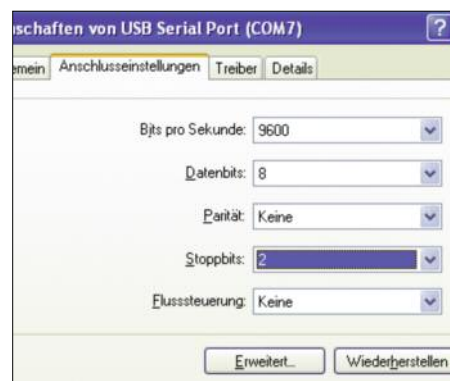 nschaften von USB Serial Port (COM7) ?
emein Anschlusseinstellungen Treiber Details
Bits pro Sekunde: 9600
Datenbits: 8
Parität: Keine
Stoppbits: 2
Flusssteuerung: Keine
Erweitert... Wiederherstellen